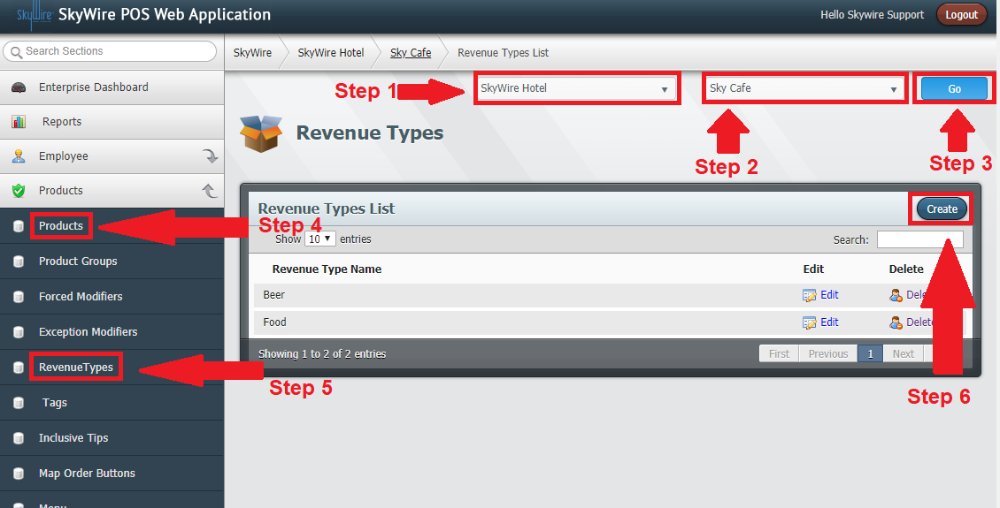 SkyWire SkyWire POS Web Application
Hello Skywire Support Logout
Search Sections
SkyWire SkyWire Hotel Sky Cafe Revenue Types List
Enterprise Dashboard
Reports
Employee
Products
Products
Product Groups
Forced Modifiers
Exception Modifiers
RevenueTypes
Tags
Inclusive Tips
Map Order Buttons
Menu
Step 1 SkyWire Hotel Sky Cafe Go
Revenue Types
Step 2 Step 3
Revenue Types List Create
Step 4
Show 10 entries Search:
Revenue Type Name Edit Delete
Beer Edit Dele
Food Edit Delete
Showing 1 to 2 of 2 entries First Previous 1 Next
Step 5
Step 6